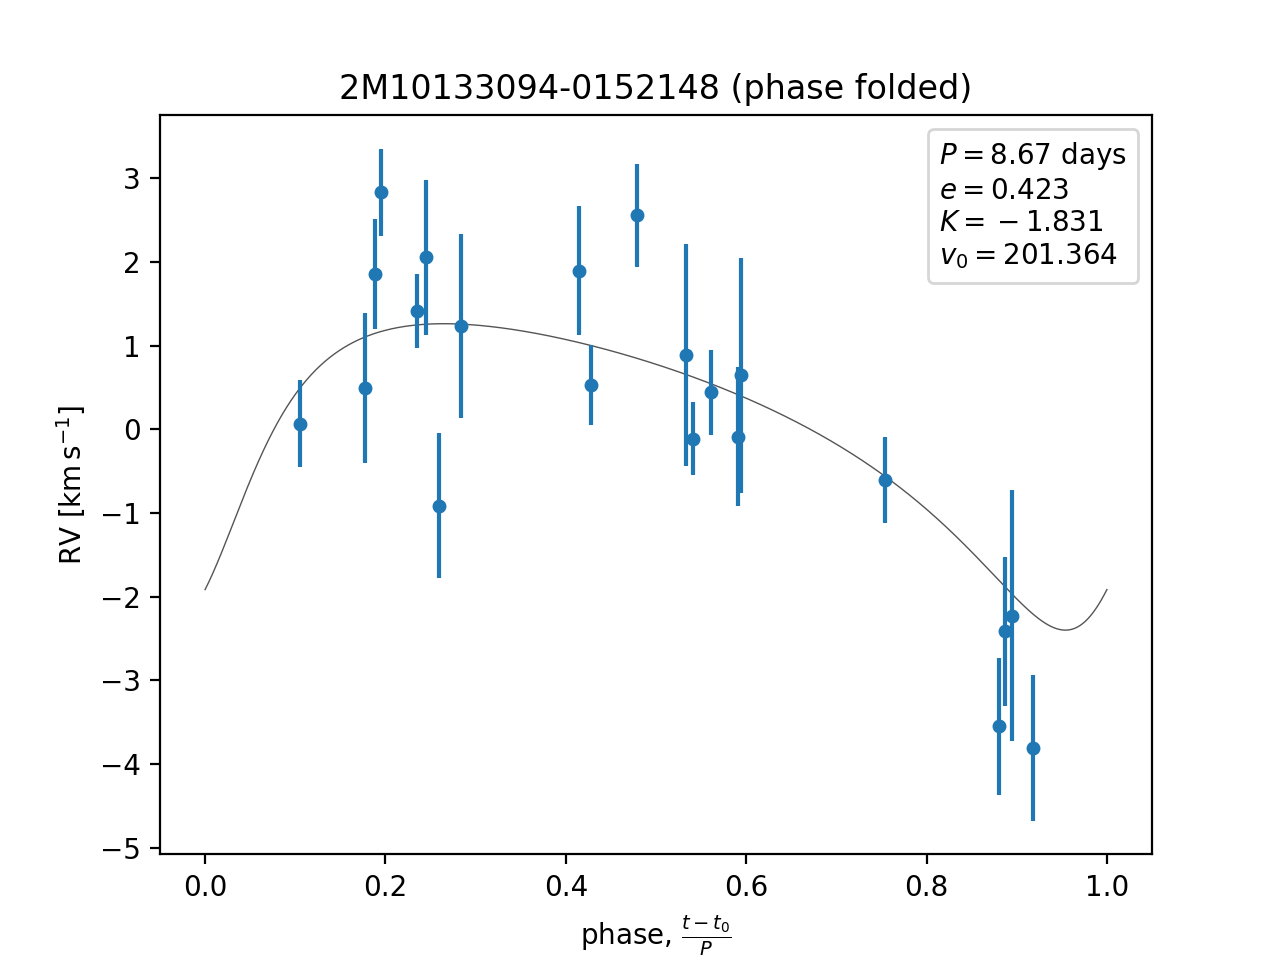 2M10133094-0152148 (phase folded)
P = 8.67 days
e = 0.423
K = −1.831
v₀ = 201.364
3
2
1
0
−1
−2
−3
−4
−5
RV [km s⁻¹]
0.0 0.2 0.4 0.6 0.8 1.0
phase, (t − t₀)/P